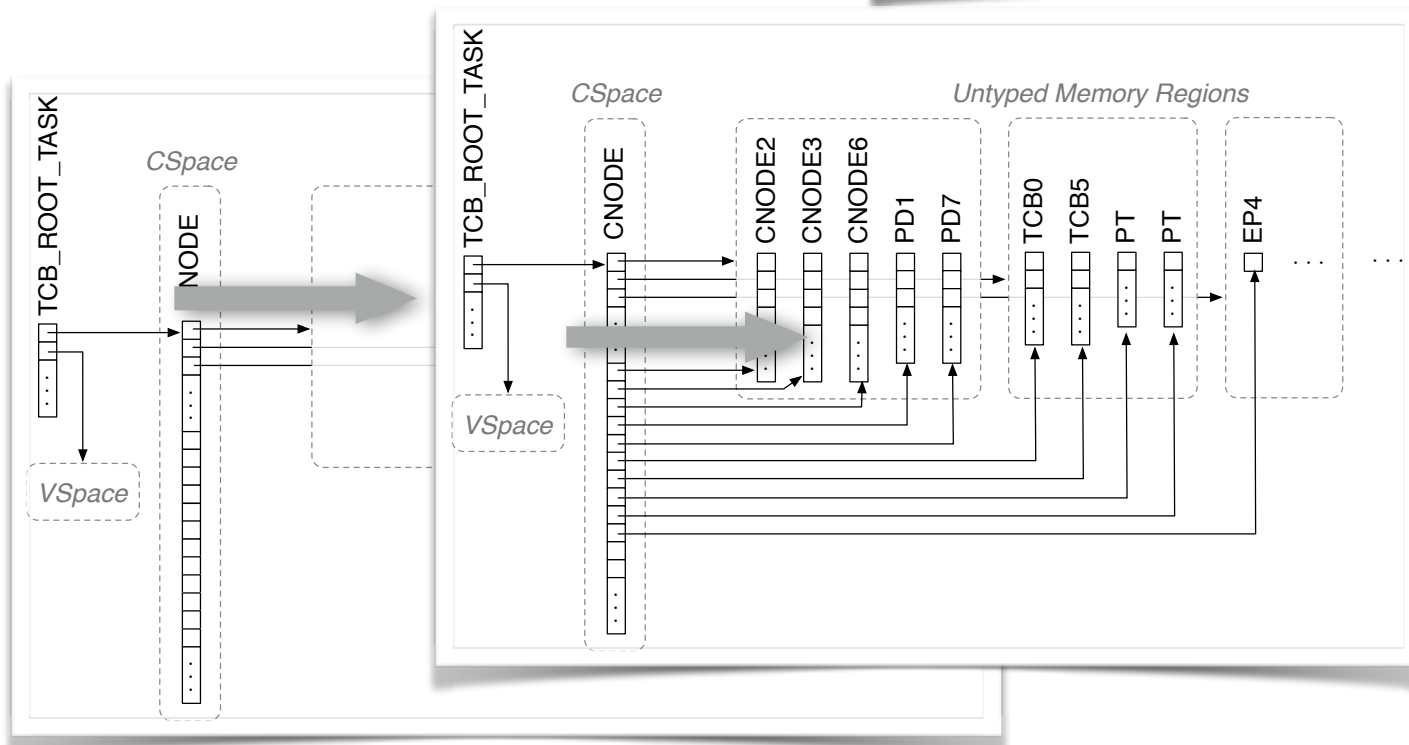 TCB_ROOT_TASK
CSpace
NODE
VSpace
TCB_ROOT_TASK
CSpace
CNODE
VSpace
Untyped Memory Regions
CNODE2
CNODE3
CNODE6
PD1
PD7
TCB0
TCB5
PT
PT
EP4
. . .
. . .